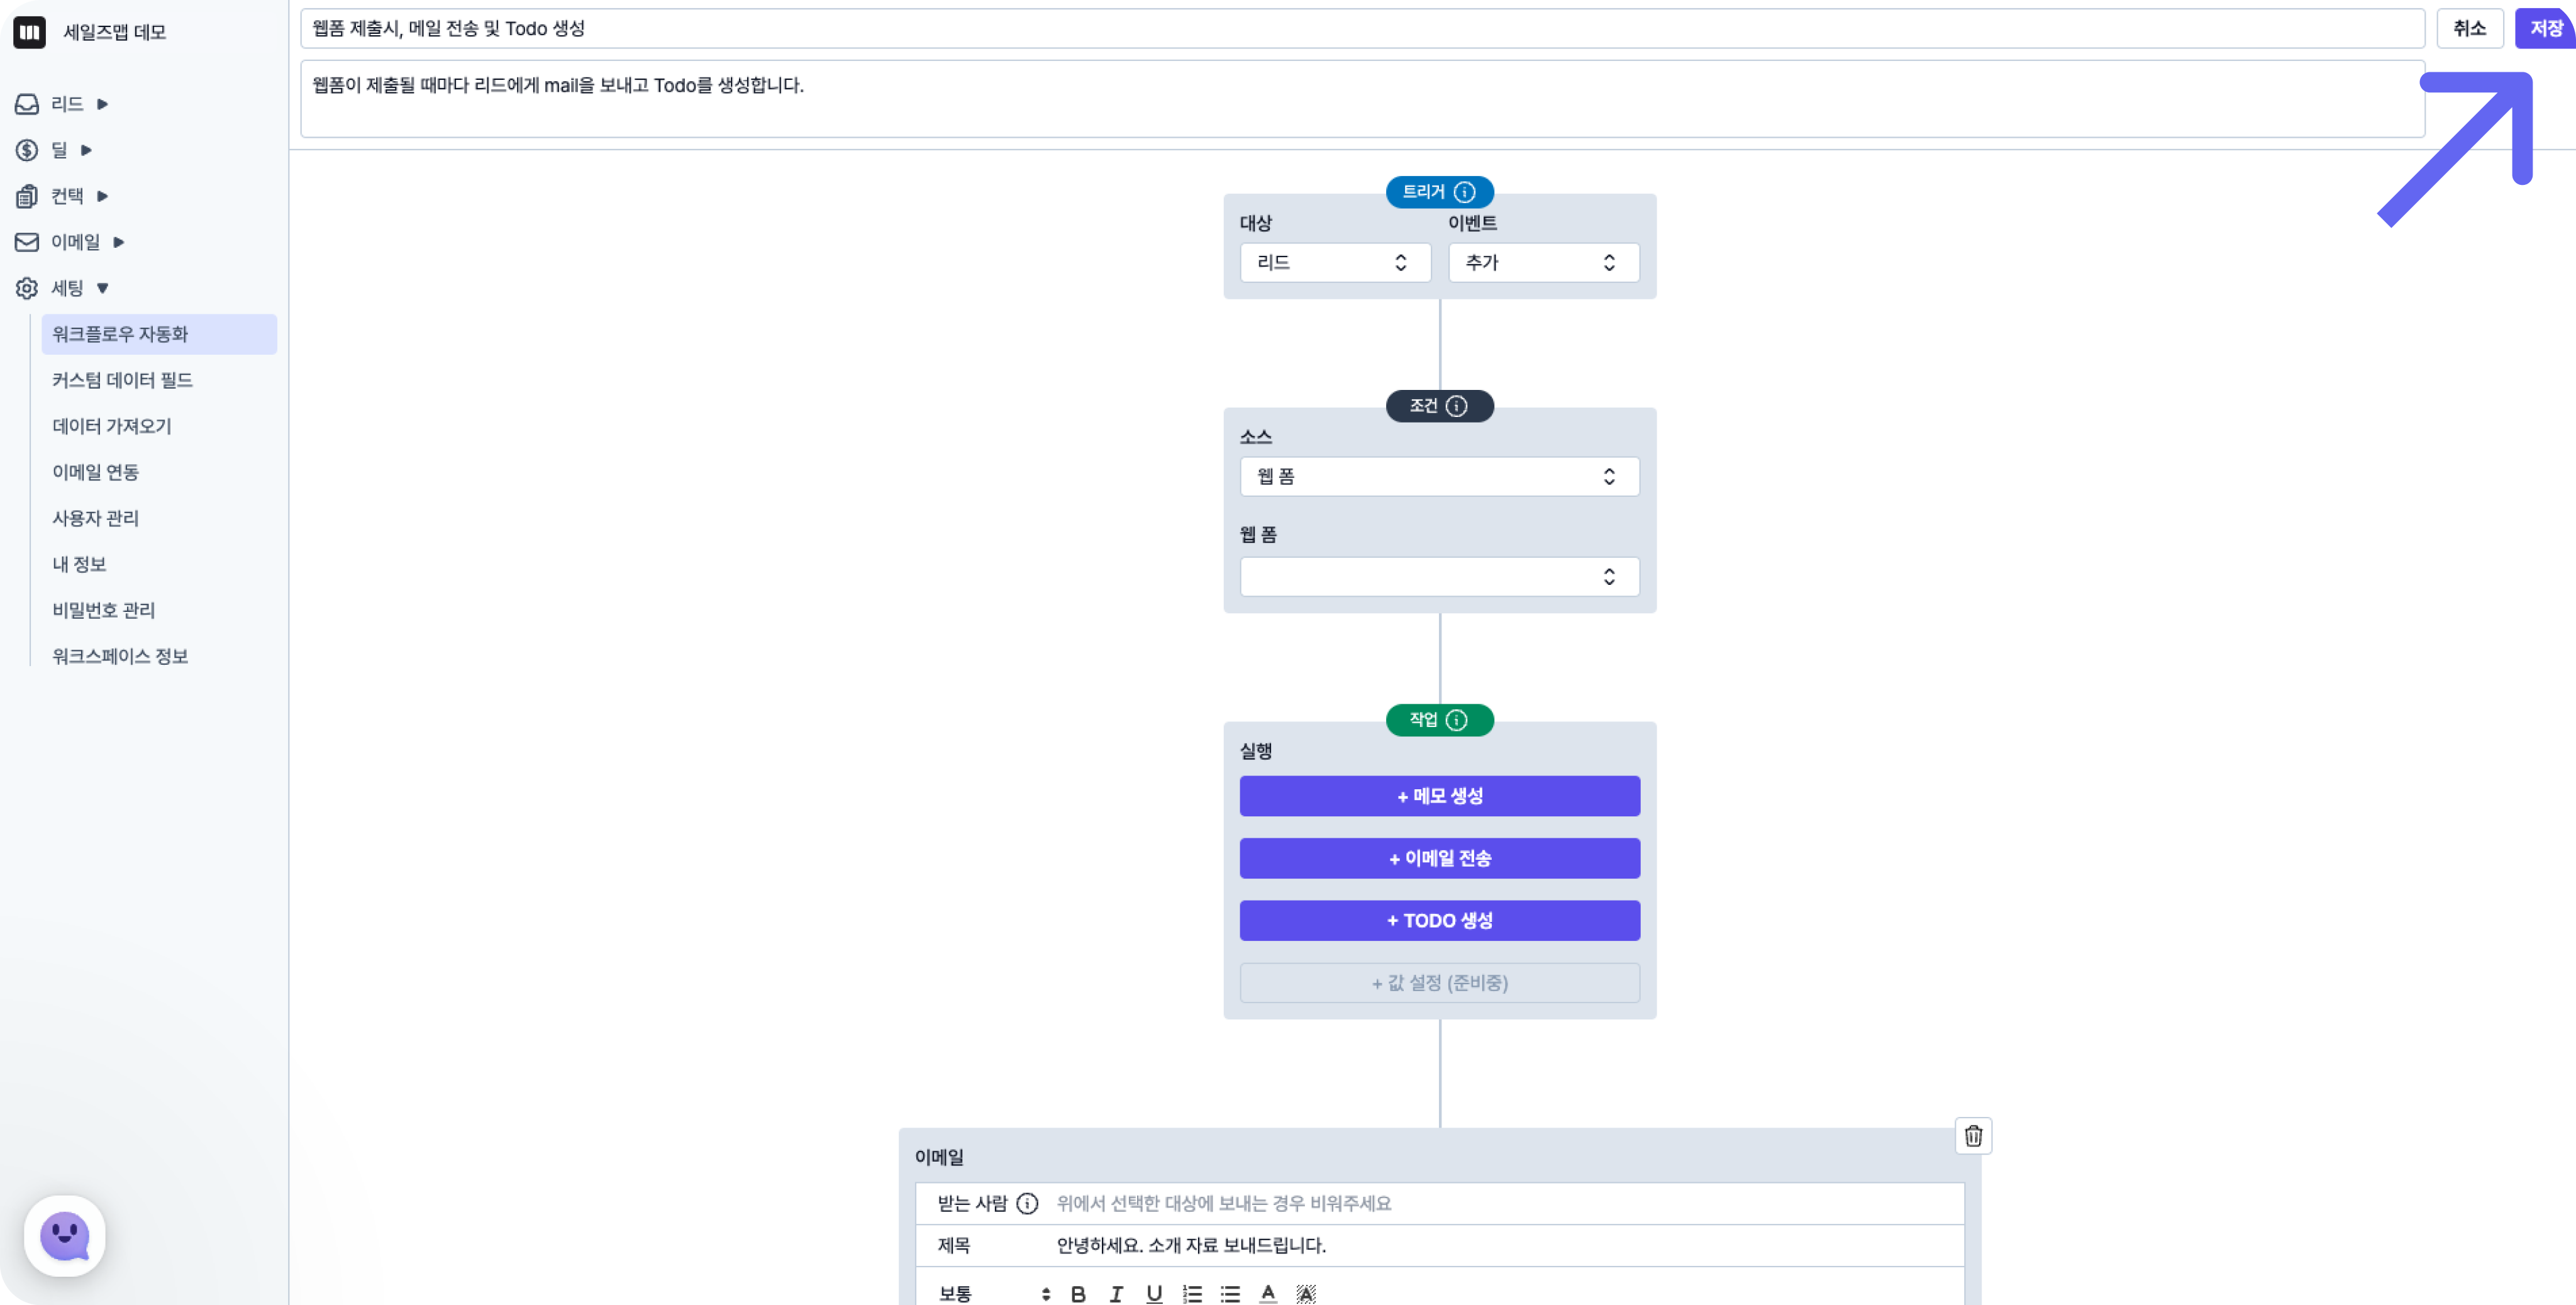 세일즈맵 데모
리드
딜
컨택
이메일
세팅
워크플로우 자동화
커스텀 데이터 필드
데이터 가져오기
이메일 연동
사용자 관리
내 정보
비밀번호 관리
워크스페이스 정보
웹폼 제출시, 메일 전송 및 Todo 생성
취소
저장
웹폼이 제출될 때마다 리드에게 mail을 보내고 Todo를 생성합니다.
트리거
대상 이벤트
리드 추가
조건
소스
웹 폼
웹 폼
작업
실행
+ 메모 생성
+ 이메일 전송
+ TODO 생성
+ 값 설정 (준비중)
이메일
받는 사람 위에서 선택한 대상에 보내는 경우 비워주세요
제목 안녕하세요. 소개 자료 보내드립니다.
보통 B I U A A